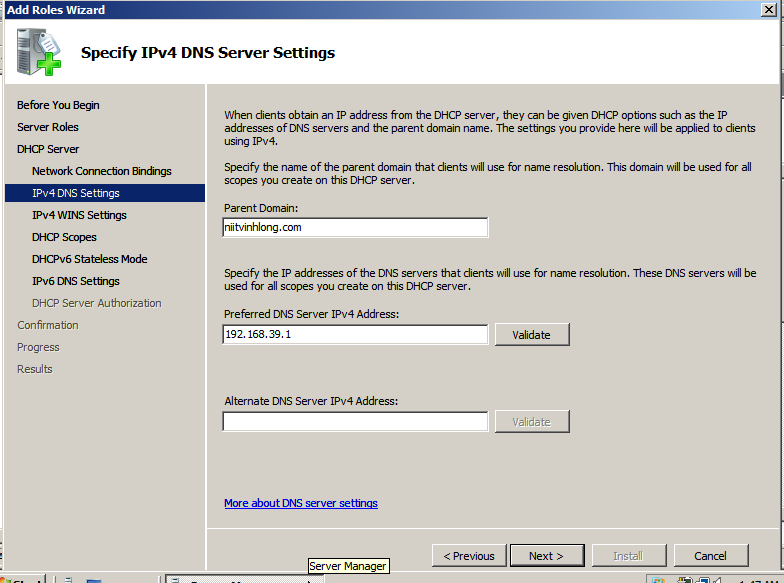 Add Roles Wizard
Specify IPv4 DNS Server Settings
Before You Begin
Server Roles
DHCP Server
Network Connection Bindings
IPv4 DNS Settings
IPv4 WINS Settings
DHCP Scopes
DHCPv6 Stateless Mode
IPv6 DNS Settings
DHCP Server Authorization
Confirmation
Progress
Results
When clients obtain an IP address from the DHCP server, they can be given DHCP options such as the IP
addresses of DNS servers and the parent domain name. The settings you provide here will be applied to clients
using IPv4.
Specify the name of the parent domain that clients will use for name resolution. This domain will be used for all
scopes you create on this DHCP server.
Parent Domain:
niitvinhlong.com
Specify the IP addresses of the DNS servers that clients will use for name resolution. These DNS servers will be
used for all scopes you create on this DHCP server.
Preferred DNS Server IPv4 Address:
192.168.39.1 Validate
Alternate DNS Server IPv4 Address:
Validate
More about DNS server settings
< Previous Next > Install Cancel
Server Manager